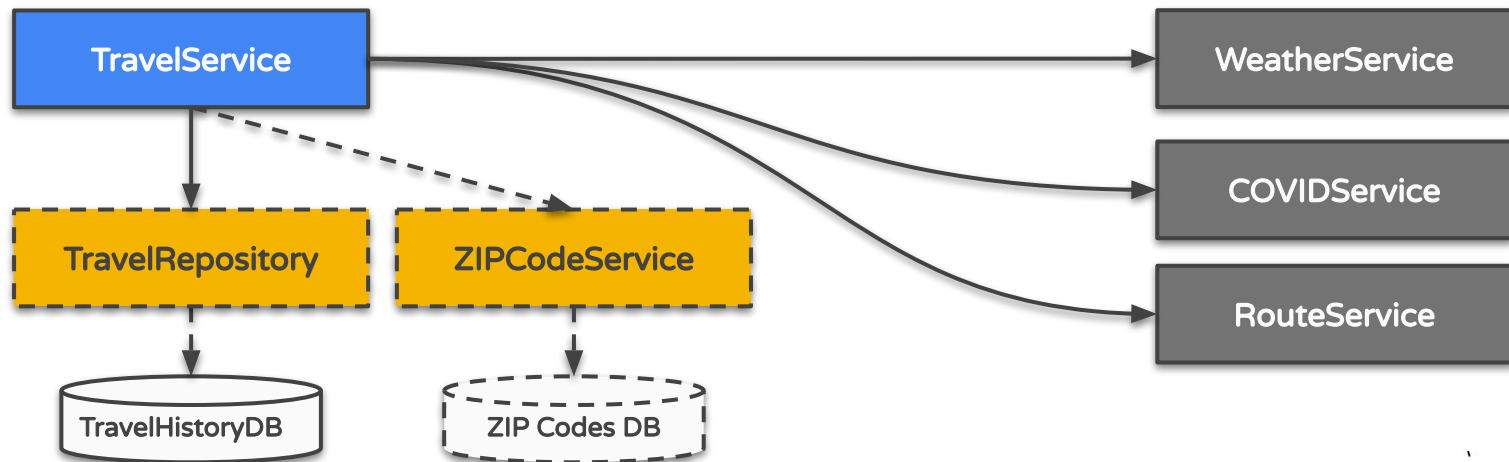 TravelService
WeatherService
COVIDService
TravelRepository
ZIPCodeService
RouteService
TravelHistoryDB
ZIP Codes DB